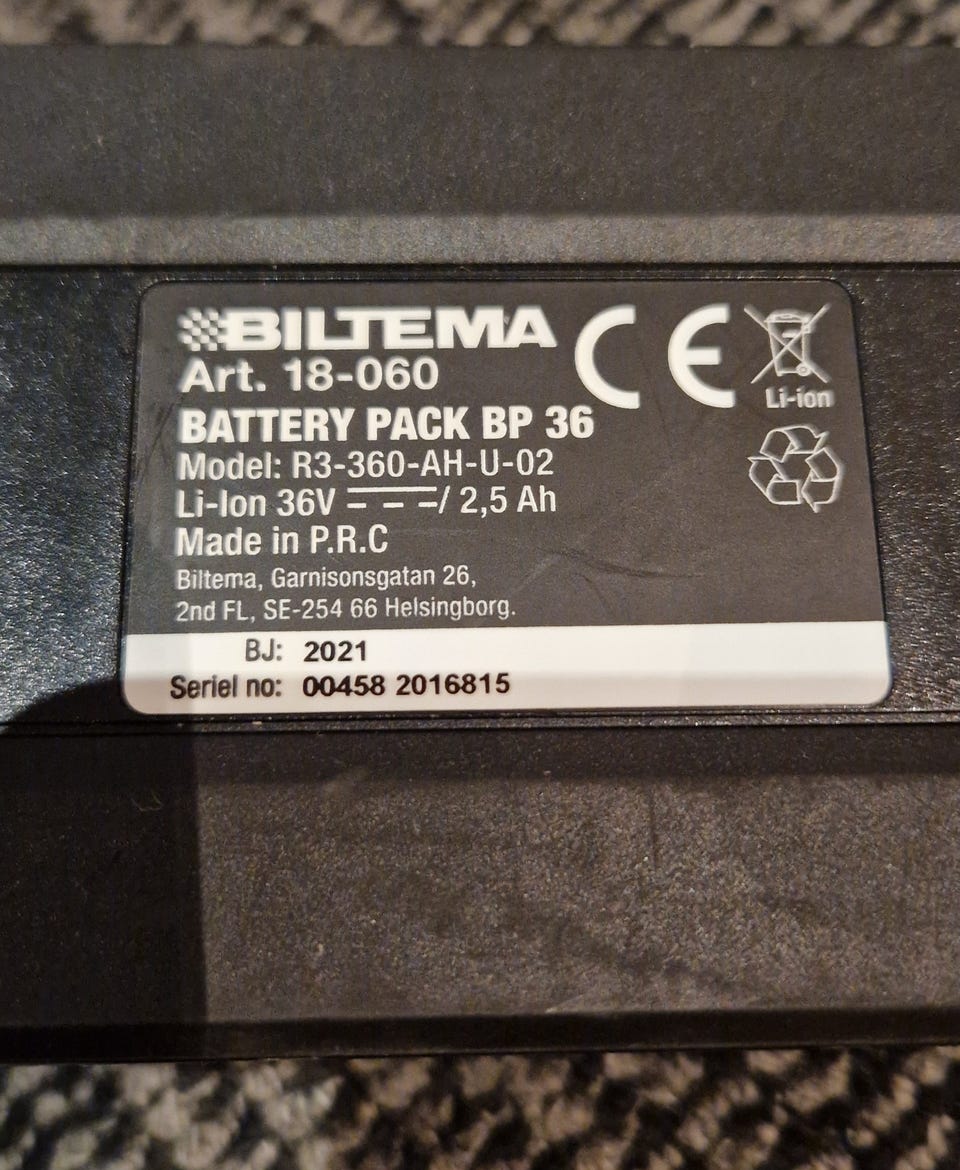 BILTEMA
Art. 18-060
BATTERY PACK BP 36
Model: R3-360-AH-U-02
Li-Ion 36V ⎓ / 2,5 Ah
Made in P.R.C
Biltema, Garnisonsgatan 26,
2nd FL, SE-254 66 Helsingborg.
BJ: 2021
Seriel no: 00458 2016815
CE
Li-ion